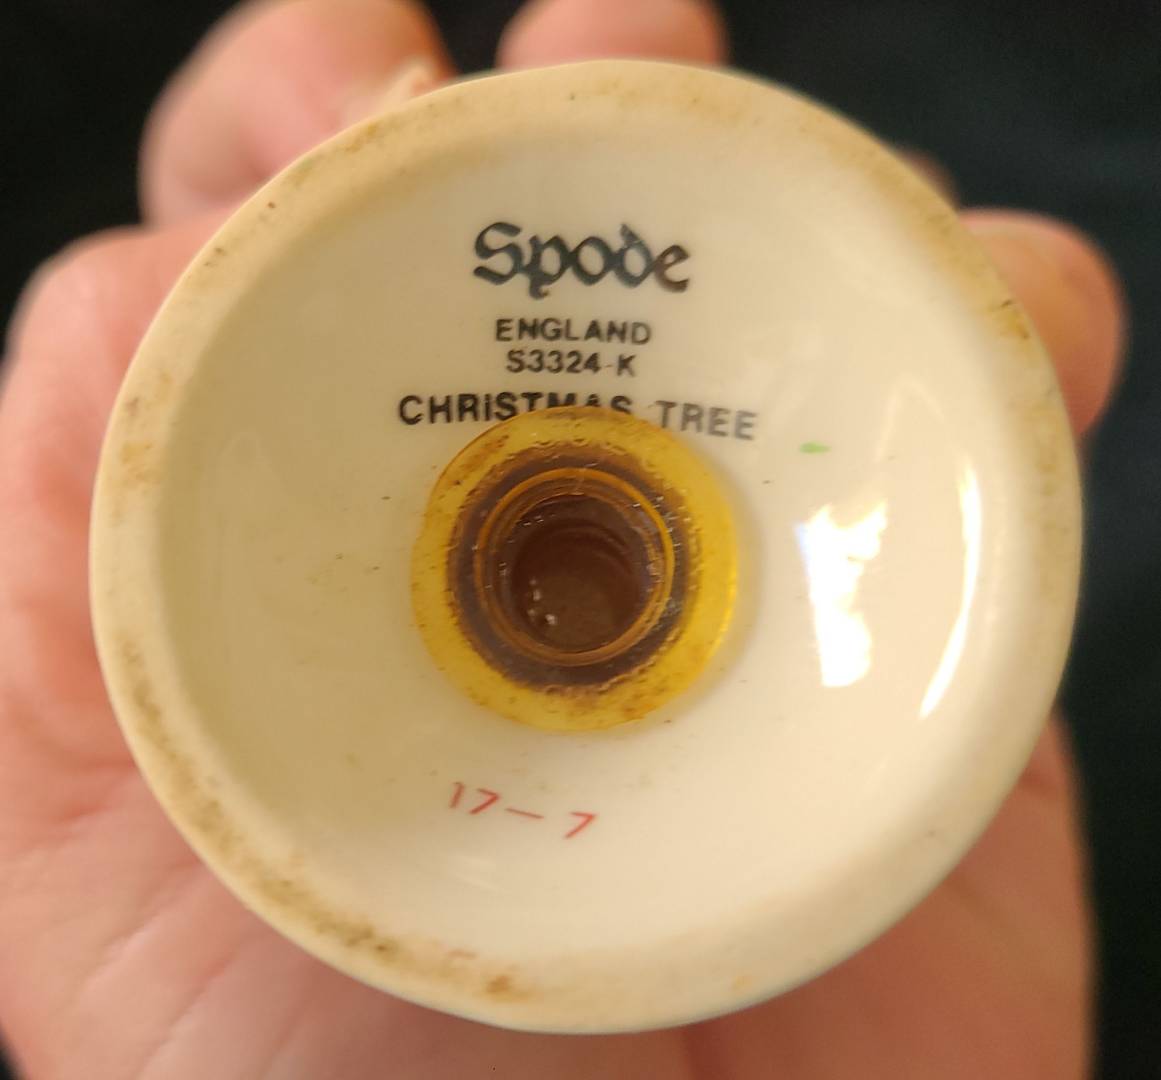 Spode
ENGLAND
S3324-K
CHRISTMAS TREE
17-7